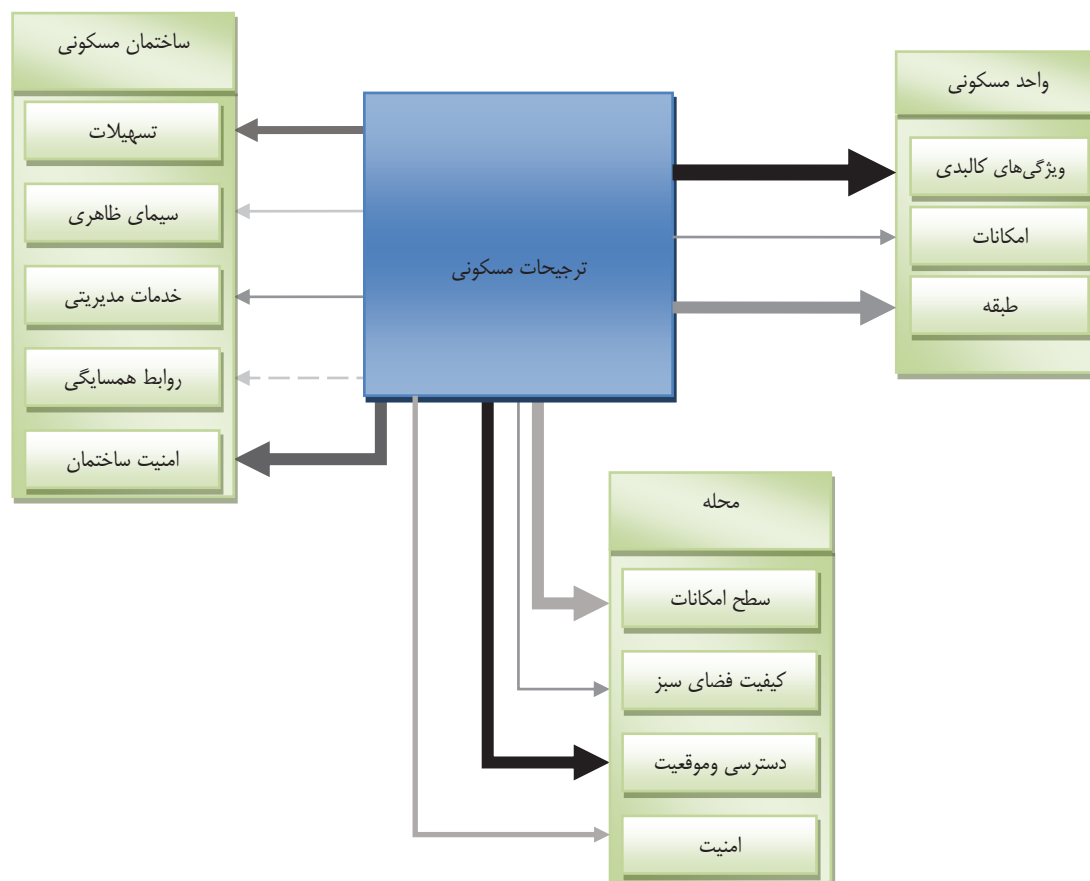 ساختمان مسکونی
تسهیلات
سیمای ظاهری
خدمات مدیریتی
روابط همسایگی
امنیت ساختمان
ترجیحات مسکونی
واحد مسکونی
ویژگی‌های کالبدی
امکانات
طبقه
محله
سطح امکانات
کیفیت فضای سبز
دسترسی وموقعیت
امنیت